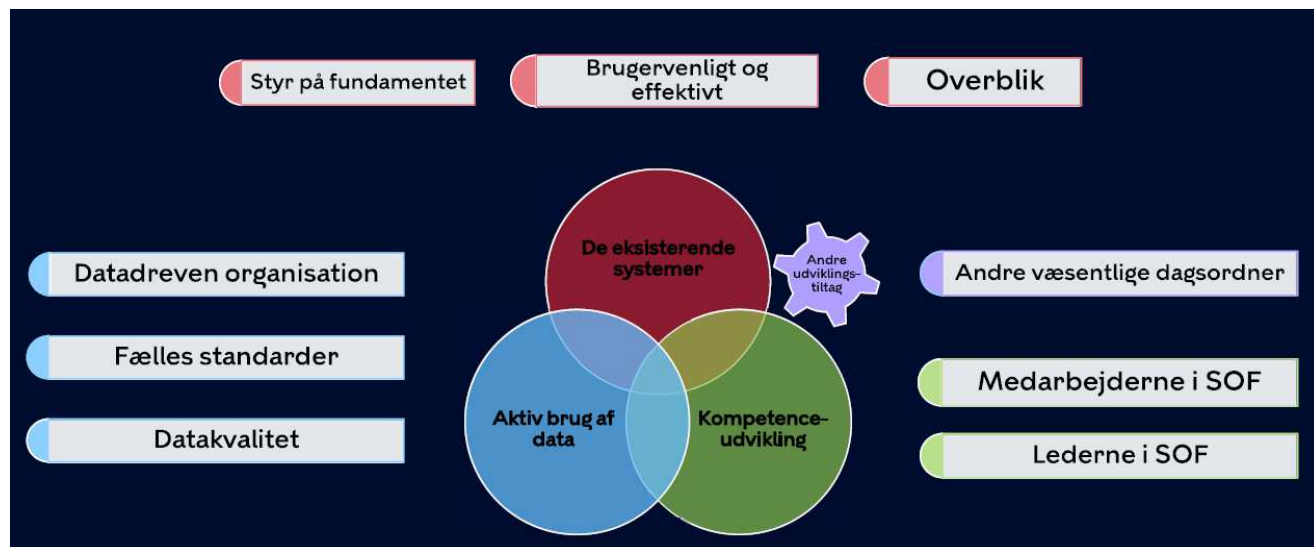 Styr på fundamentet
Brugervenligt og
effektivt
Overblik
De eksisterende
systemer
Andre
udviklings-
tiltag
Datadreven organisation
Fælles standarder
Datakvalitet
Aktiv brug af
data
Kompetence-
udvikling
Andre væsentlige dagsordner
Medarbejderne i SOF
Lederne i SOF